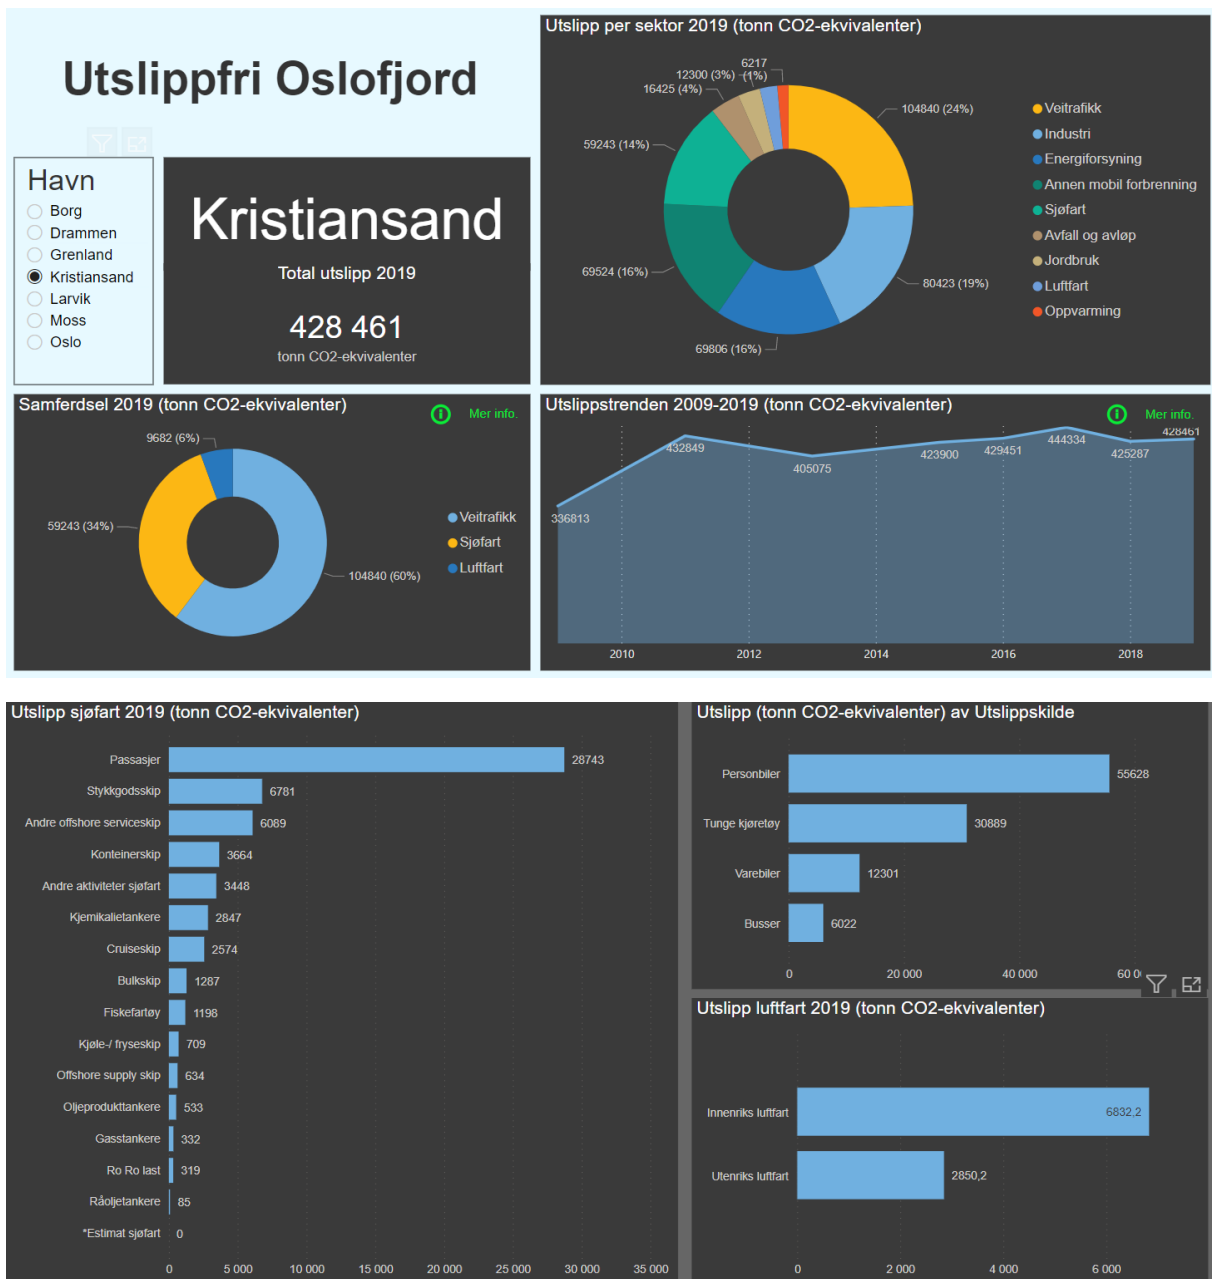 Utslippfri Oslofjord
Havn
Borg
Drammen
Grenland
Kristiansand
Larvik
Moss
Oslo
Kristiansand
Total utslipp 2019
428 461
tonn CO2-ekvivalenter
Utslipp per sektor 2019 (tonn CO2-ekvivalenter)
6217
12300 (3%)
(1%)
16425 (4%)
104840 (24%)
59243 (14%)
69524 (16%)
80423 (19%)
69806 (16%)
Veitrafikk
Industri
Energiforsyning
Annen mobil forbrenning
Sjøfart
Avfall og avløp
Jordbruk
Luftfart
Oppvarming
Samferdsel 2019 (tonn CO2-ekvivalenter)
Mer info.
9682 (6%)
59243 (34%)
104840 (60%)
Veitrafikk
Sjøfart
Luftfart
Utslippstrenden 2009-2019 (tonn CO2-ekvivalenter)
Mer info.
336813
432849
405075
423900
429451
444334
425287
428461
2010 2012 2014 2016 2018
Utslipp sjøfart 2019 (tonn CO2-ekvivalenter)
Passasjer 28743
Stykkgodsskip 6781
Andre offshore serviceskip 6089
Konteinerskip 3664
Andre aktiviteter sjøfart 3448
Kjemikalietankere 2847
Cruiseskip 2574
Bulkskip 1287
Fiskefartøy 1198
Kjøle-/ fryseskip 709
Offshore supply skip 634
Oljeprodukttankere 533
Gasstankere 332
Ro Ro last 319
Råoljetankere 85
*Estimat sjøfart 0
0 5 000 10 000 15 000 20 000 25 000 30 000 35 000
Utslipp (tonn CO2-ekvivalenter) av Utslippskilde
Personbiler 55628
Tunge kjøretøy 30889
Varebiler 12301
Busser 6022
0 20 000 40 000 60 0
Utslipp luftfart 2019 (tonn CO2-ekvivalenter)
Innenriks luftfart 6832,2
Utenriks luftfart 2850,2
0 2 000 4 000 6 000